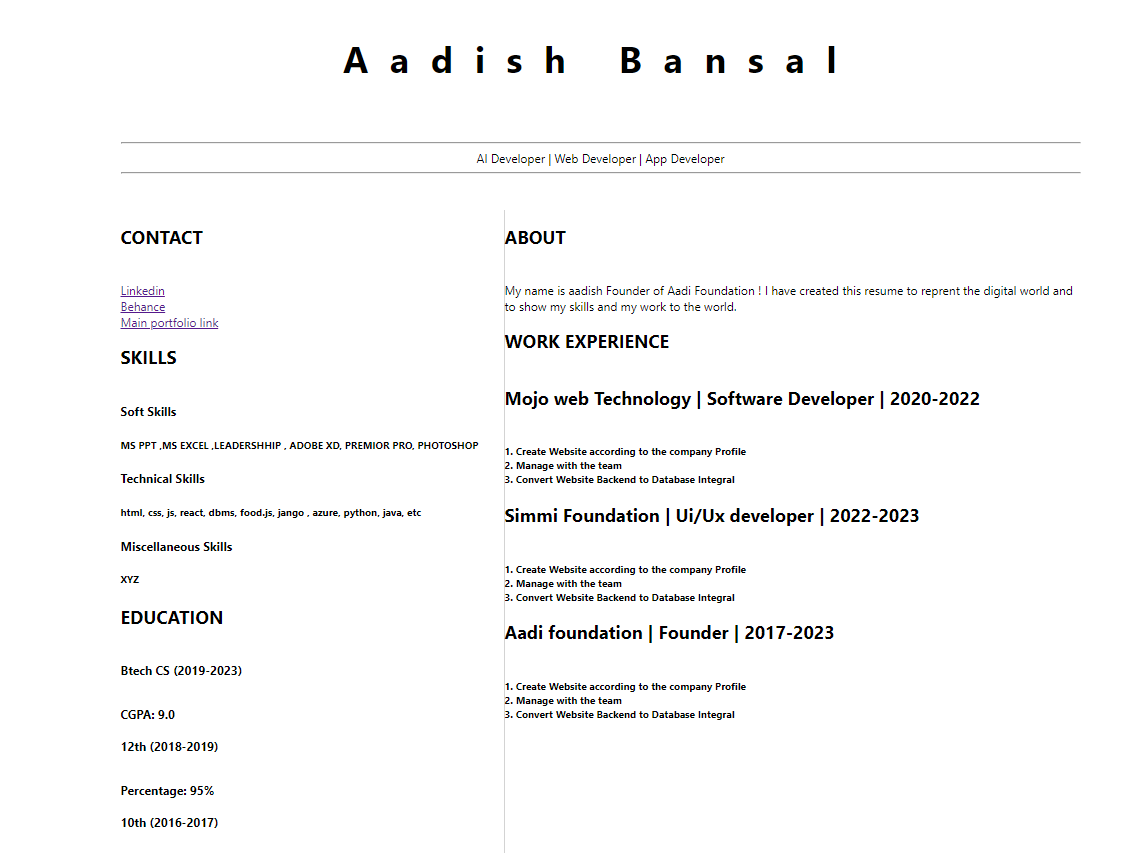 Aadish Bansal
AI Developer | Web Developer | App Developer
CONTACT
Linkedin
Behance
Main portfolio link
SKILLS
Soft Skills
MS PPT ,MS EXCEL ,LEADERSHHIP , ADOBE XD, PREMIOR PRO, PHOTOSHOP
Technical Skills
html, css, js, react, dbms, food.js, jango , azure, python, java, etc
Miscellaneous Skills
XYZ
EDUCATION
Btech CS (2019-2023)
CGPA: 9.0
12th (2018-2019)
Percentage: 95%
10th (2016-2017)
ABOUT
My name is aadish Founder of Aadi Foundation ! I have created this resume to reprent the digital world and
to show my skills and my work to the world.
WORK EXPERIENCE
Mojo web Technology | Software Developer | 2020-2022
1. Create Website according to the company Profile
2. Manage with the team
3. Convert Website Backend to Database Integral
Simmi Foundation | Ui/Ux developer | 2022-2023
1. Create Website according to the company Profile
2. Manage with the team
3. Convert Website Backend to Database Integral
Aadi foundation | Founder | 2017-2023
1. Create Website according to the company Profile
2. Manage with the team
3. Convert Website Backend to Database Integral